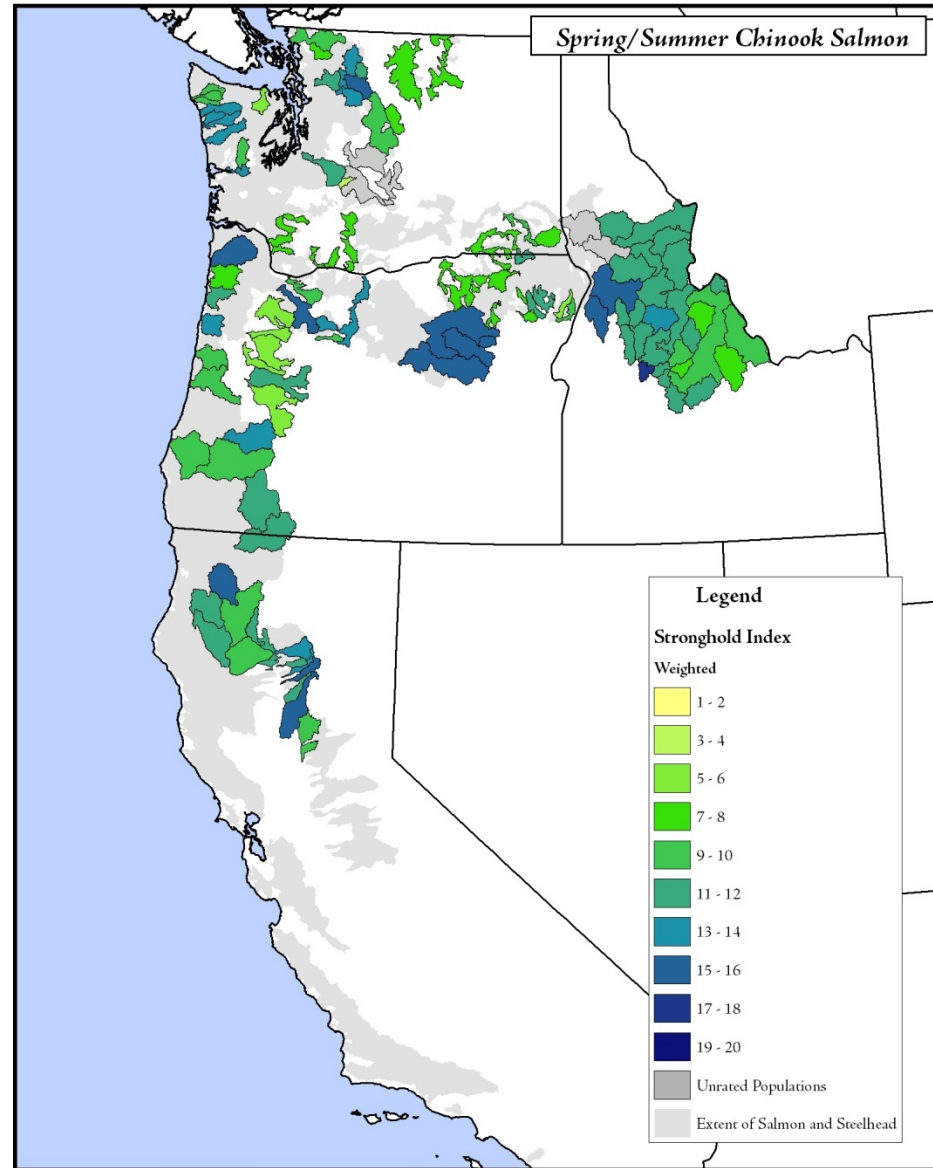 Spring/Summer Chinook Salmon
Legend
Stronghold Index
Weighted
1 - 2
3 - 4
5 - 6
7 - 8
9 - 10
11 - 12
13 - 14
15 - 16
17 - 18
19 - 20
Unrated Populations
Extent of Salmon and Steelhead